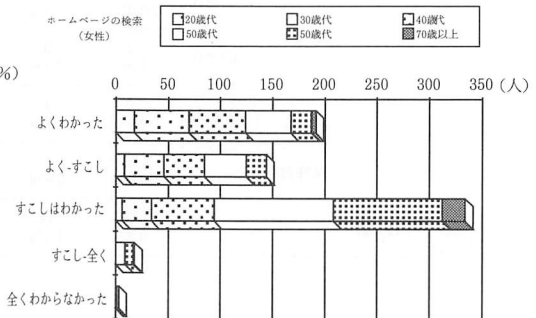 ホームページの検索
（女性）
20歳代 30歳代 40歳代
50歳代 50歳代 70歳以上
%)
0 50 100 150 200 250 300 350 (人)
よくわかった
よく-すこし
すこしはわかった
すこし-全く
全くわからなかった